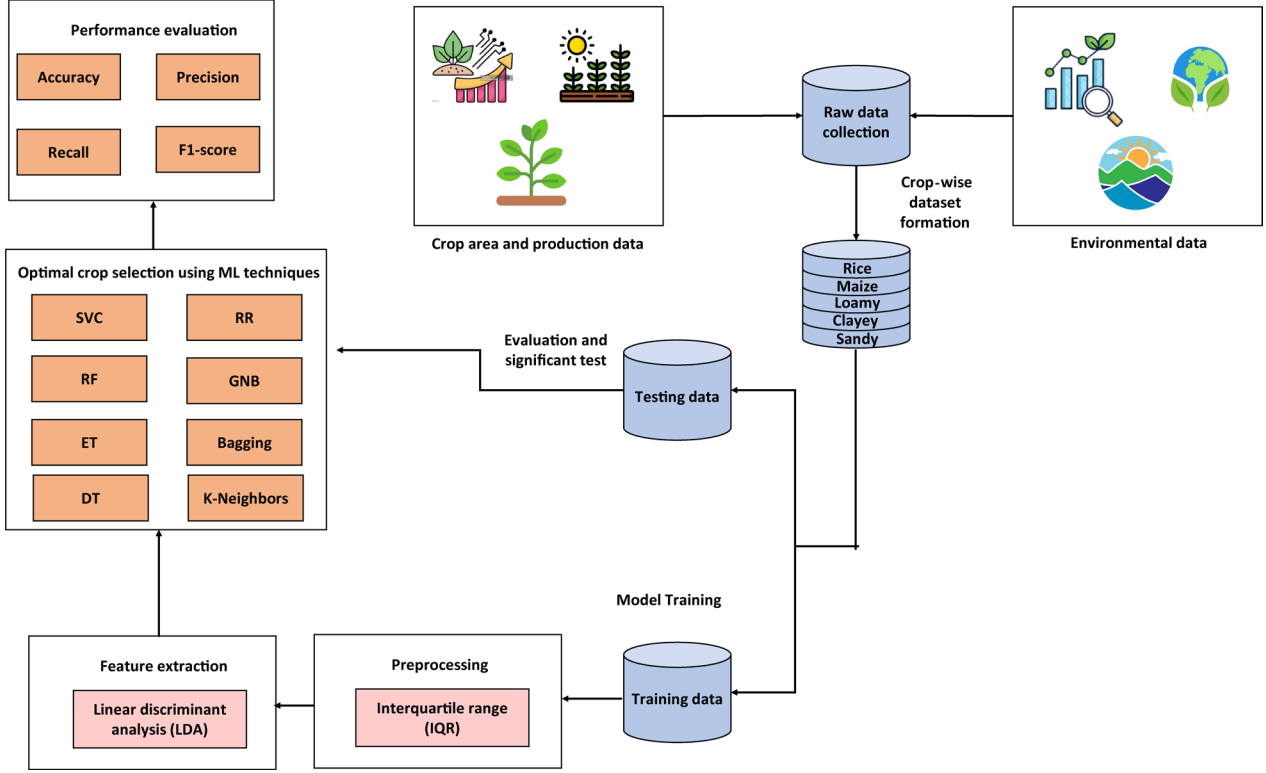 Performance evaluation
Accuracy
Precision
Recall
F1-score
Crop area and production data
Raw data
collection
Environmental data
Crop-wise
dataset
formation
Rice
Maize
Loamy
Clayey
Sandy
Optimal crop selection using ML techniques
SVC
RR
RF
GNB
ET
Bagging
DT
K-Neighbors
Evaluation and
significant test
Testing data
Model Training
Training data
Preprocessing
Interquartile range
(IQR)
Feature extraction
Linear discriminant
analysis (LDA)